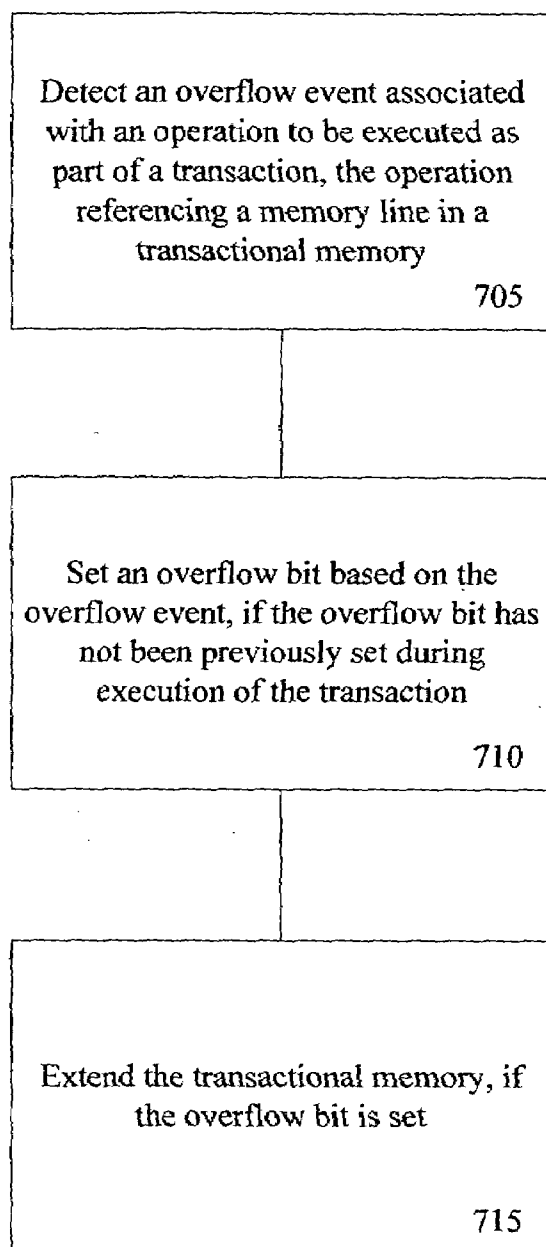 Detect an overflow event associated
with an operation to be executed as
part of a transaction, the operation
referencing a memory line in a
transactional memory
705
Set an overflow bit based on the
overflow event, if the overflow bit has
not been previously set during
execution of the transaction
710
Extend the transactional memory, if
the overflow bit is set
715